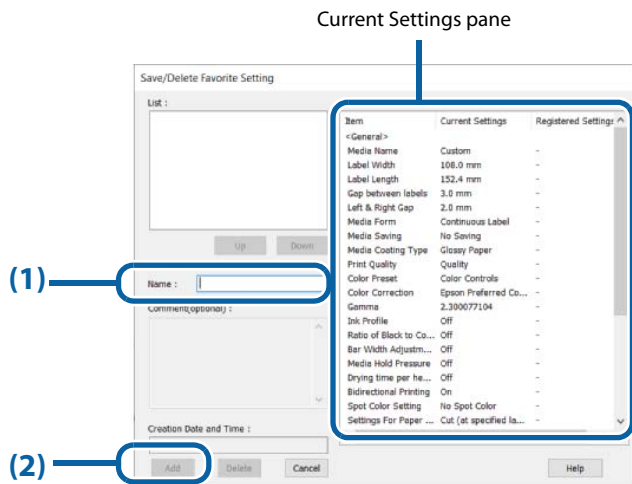 Current Settings pane
Save/Delete Favorite Setting
List :
Up Down
(1)
Name :
Comment(optional) :
Creation Date and Time :
(2)
Add Delete Cancel
Item Current Settings Registered Settings
<General>
Media Name Custom -
Label Width 108.0 mm -
Label Length 152.4 mm -
Gap between labels 3.0 mm -
Left & Right Gap 2.0 mm -
Media Form Continuous Label -
Media Saving No Saving -
Media Coating Type Glossy Paper -
Print Quality Quality -
Color Preset Color Controls -
Color Correction Epson Preferred Co... -
Gamma 2.300077104 -
Ink Profile Off -
Ratio of Black to Co... Off -
Bar Width Adjustm... Off -
Media Hold Pressure Off -
Drying time per he... Off -
Bidirectional Printing On -
Spot Color Setting No Spot Color -
Settings For Paper ... Cut (at specified la... -
Help